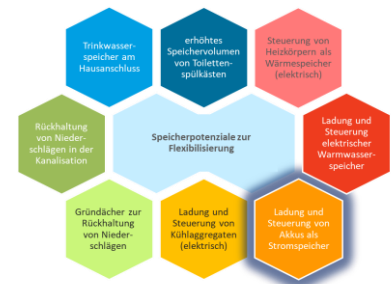 Trinkwasser-
speicher am
Hausanschluss
erhöhtes
Speichervolumen
von Toiletten-
spülkästen
Steuerung von
Heizkörpern als
Wärmespeicher
(elektrisch)
Rückhaltung
von Nieder-
schlägen in der
Kanalisation
Speicherpotenziale zur
Flexibilisierung
Ladung und
Steuerung
elektrischer
Warmwasser-
speicher
Gründächer zur
Rückhaltung
von Nieder-
schlägen
Ladung und
Steuerung von
Kühlaggregaten
(elektrisch)
Ladung und
Steuerung von
Akkus als
Stromspeicher